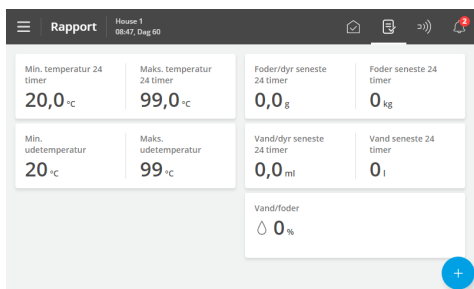 Rapport
House 1
08:47, Dag 60
2
Min. temperatur 24
timer
20,0 °C
Maks. temperatur
24 timer
99,0 °C
Foder/dyr seneste
24 timer
0,0 g
Foder seneste 24
timer
0 kg
Min.
udetemperatur
20 °C
Maks.
udetemperatur
99 °C
Vand/dyr seneste
24 timer
0,0 ml
Vand seneste 24
timer
0 l
Vand/foder
0 %
+